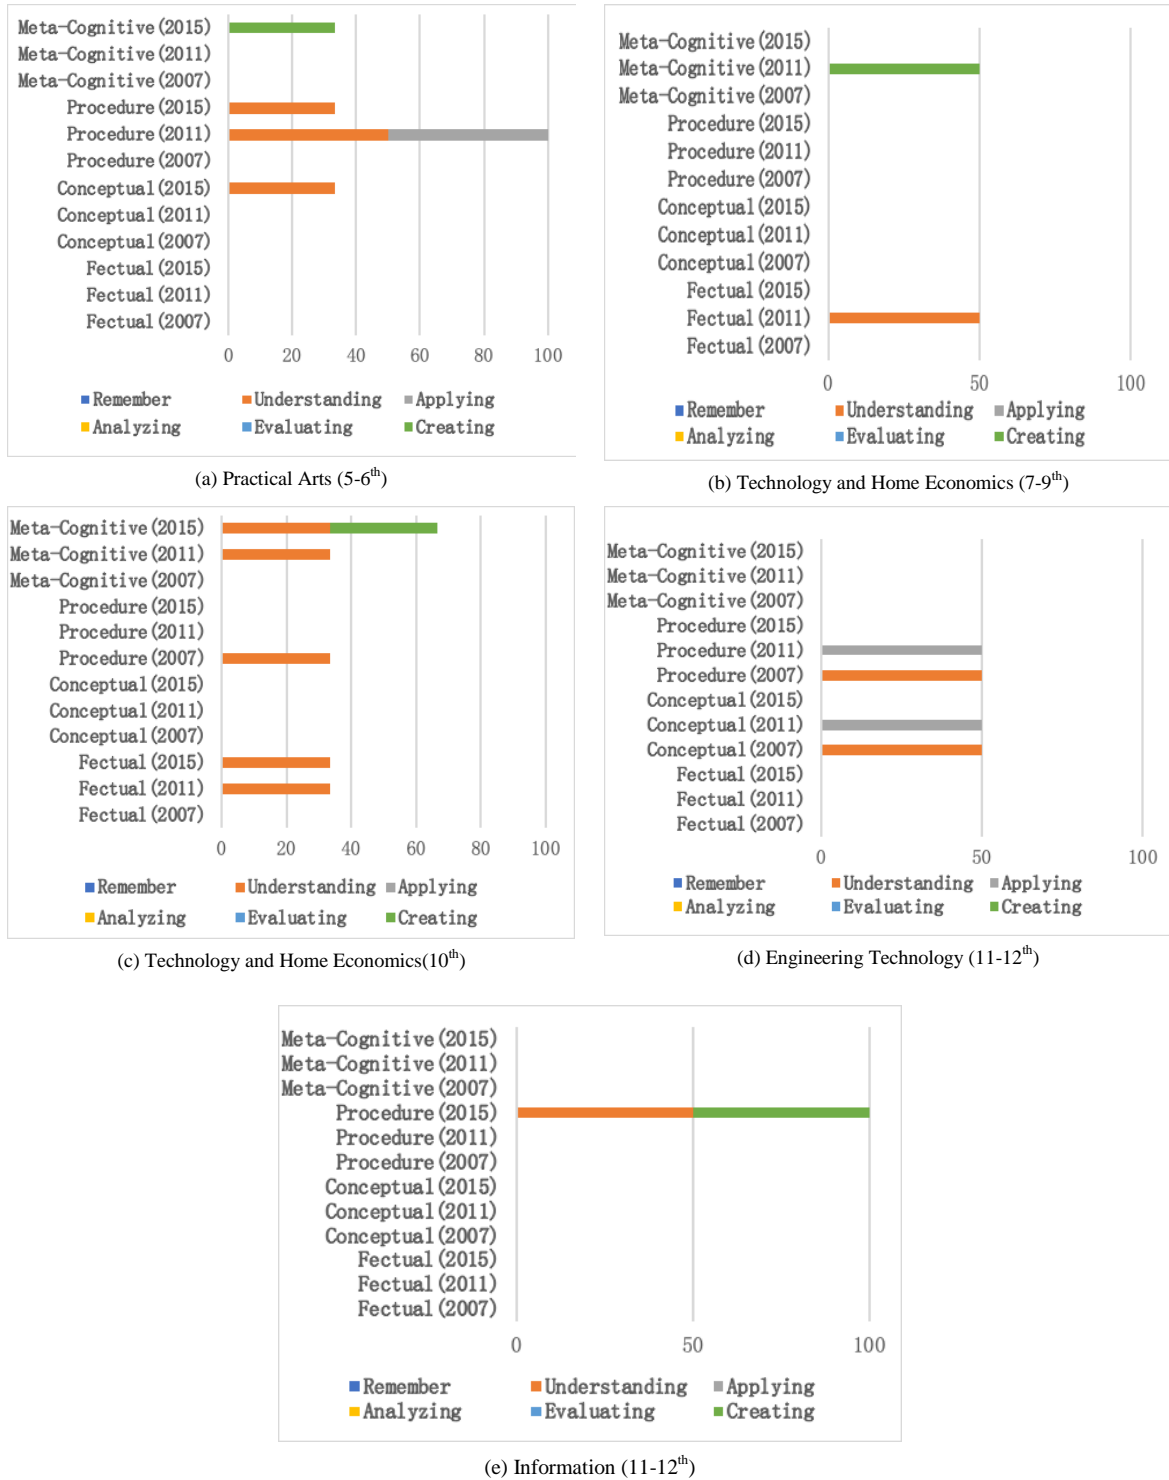 Meta-Cognitive(2015)
Meta-Cognitive(2011)
Meta-Cognitive(2007)
Procedure(2015)
Procedure(2011)
Procedure(2007)
Conceptual(2015)
Conceptual(2011)
Conceptual(2007)
Fectual(2015)
Fectual(2011)
Fectual(2007)
0 20 40 60 80 100
Remember Understanding Applying
Analyzing Evaluating Creating
(a) Practical Arts (5-6th)
Meta-Cognitive(2015)
Meta-Cognitive(2011)
Meta-Cognitive(2007)
Procedure(2015)
Procedure(2011)
Procedure(2007)
Conceptual(2015)
Conceptual(2011)
Conceptual(2007)
Fectual(2015)
Fectual(2011)
Fectual(2007)
0 50 100
Remember Understanding Applying
Analyzing Evaluating Creating
(b) Technology and Home Economics (7-9th)
Meta-Cognitive(2015)
Meta-Cognitive(2011)
Meta-Cognitive(2007)
Procedure(2015)
Procedure(2011)
Procedure(2007)
Conceptual(2015)
Conceptual(2011)
Conceptual(2007)
Fectual(2015)
Fectual(2011)
Fectual(2007)
0 20 40 60 80 100
Remember Understanding Applying
Analyzing Evaluating Creating
(c) Technology and Home Economics(10th)
Meta-Cognitive(2015)
Meta-Cognitive(2011)
Meta-Cognitive(2007)
Procedure(2015)
Procedure(2011)
Procedure(2007)
Conceptual(2015)
Conceptual(2011)
Conceptual(2007)
Fectual(2015)
Fectual(2011)
Fectual(2007)
0 50 100
Remember Understanding Applying
Analyzing Evaluating Creating
(d) Engineering Technology (11-12th)
Meta-Cognitive(2015)
Meta-Cognitive(2011)
Meta-Cognitive(2007)
Procedure(2015)
Procedure(2011)
Procedure(2007)
Conceptual(2015)
Conceptual(2011)
Conceptual(2007)
Fectual(2015)
Fectual(2011)
Fectual(2007)
0 50 100
Remember Understanding Applying
Analyzing Evaluating Creating
(e) Information (11-12th)